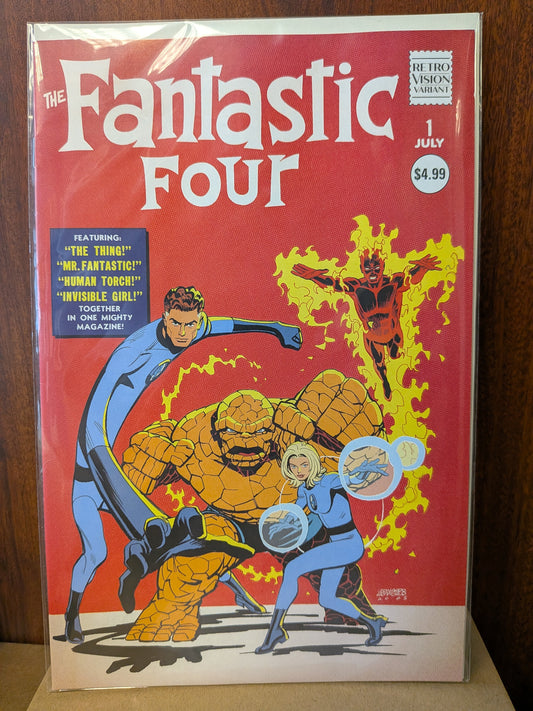 THE
Fantastic
Four
RETRO
VISION
VARIANT
1
JULY
$4.99
FEATURING:
"THE THING!"
"MR. FANTASTIC!"
"HUMAN TORCH!"
"INVISIBLE GIRL!"
TOGETHER
IN ONE MIGHTY
MAGAZINE!